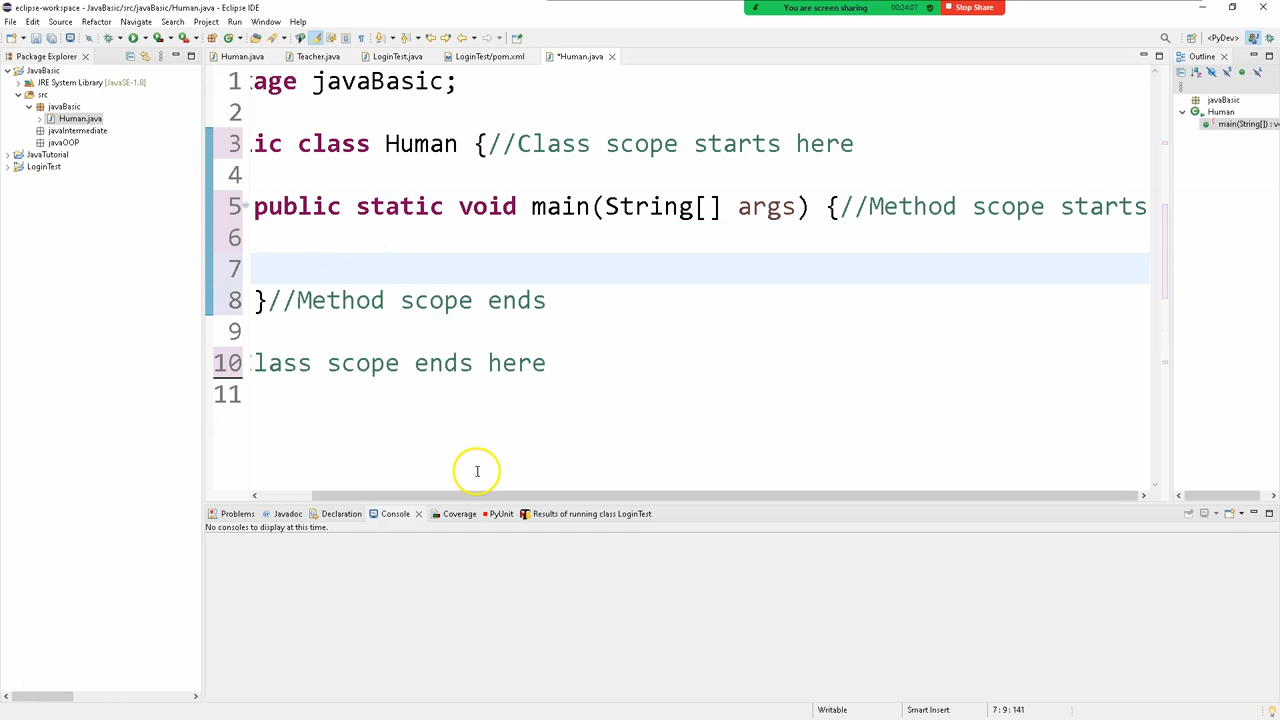 eclipse-workspace - JavaBasic/src/javaBasic/Human.java - Eclipse IDE
You are screen sharing
00:24:07
Stop Share
File Edit Source Refactor Navigate Search Project Run Window Help
<PyDev>
Package Explorer
Human.java
Teacher.java
LoginTest.java
LoginTest/pom.xml
*Human.java
Outline
JavaBasic
JRE System Library [JavaSE-1.8]
src
javaBasic
Human.java
javaIntermediate
javaOOP
JavaTutorial
LoginTest
1 age javaBasic;
2
3 ic class Human {//Class scope starts here
4
5 public static void main(String[] args) {//Method scope starts
6
7
8 }//Method scope ends
9
10 lass scope ends here
11
javaBasic
Human
main(String[]) : v
Problems
Javadoc
Declaration
Console
Coverage
PyUnit
Results of running class LoginTest
No consoles to display at this time.
Writable
Smart Insert
7 : 9 : 141